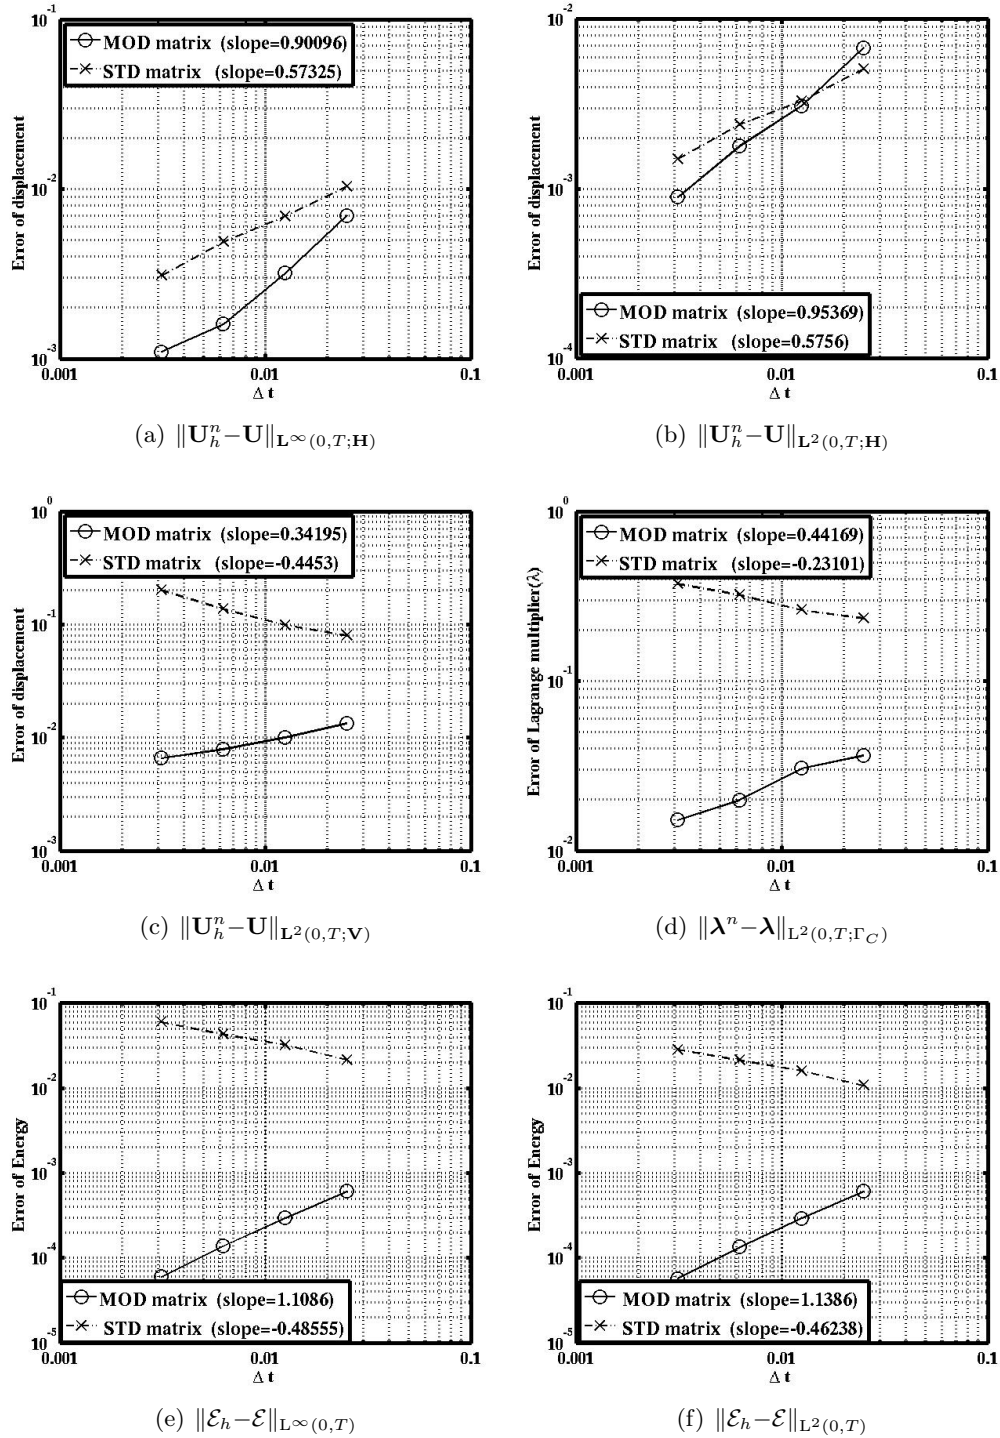 10^-1
MOD matrix (slope=0.90096)
STD matrix (slope=0.57325)
10^-2
10^-3
Error of displacement
0.001 0.01 0.1
Δ t
(a) ‖U_h^n−U‖_L^∞(0,T;H)
10^-2
10^-3
10^-4
Error of displacement
MOD matrix (slope=0.95369)
STD matrix (slope=0.5756)
0.001 0.01 0.1
Δ t
(b) ‖U_h^n−U‖_L^2(0,T;H)
10^0
MOD matrix (slope=0.34195)
STD matrix (slope=-0.4453)
10^-1
10^-2
10^-3
Error of displacement
0.001 0.01 0.1
Δ t
(c) ‖U_h^n−U‖_L^2(0,T;V)
10^0
MOD matrix (slope=0.44169)
STD matrix (slope=-0.23101)
10^-1
10^-2
Error of Lagrange multiplier(λ)
0.001 0.01 0.1
Δ t
(d) ‖λ^n−λ‖_L^2(0,T;Γ_C)
10^-1
10^-2
10^-3
10^-4
10^-5
Error of Energy
MOD matrix (slope=1.1086)
STD matrix (slope=-0.48555)
0.001 0.01 0.1
Δ t
(e) ‖ℰ_h−ℰ‖_L^∞(0,T)
10^-1
10^-2
10^-3
10^-4
10^-5
Error of Energy
MOD matrix (slope=1.1386)
STD matrix (slope=-0.46238)
0.001 0.01 0.1
Δ t
(f) ‖ℰ_h−ℰ‖_L^2(0,T)